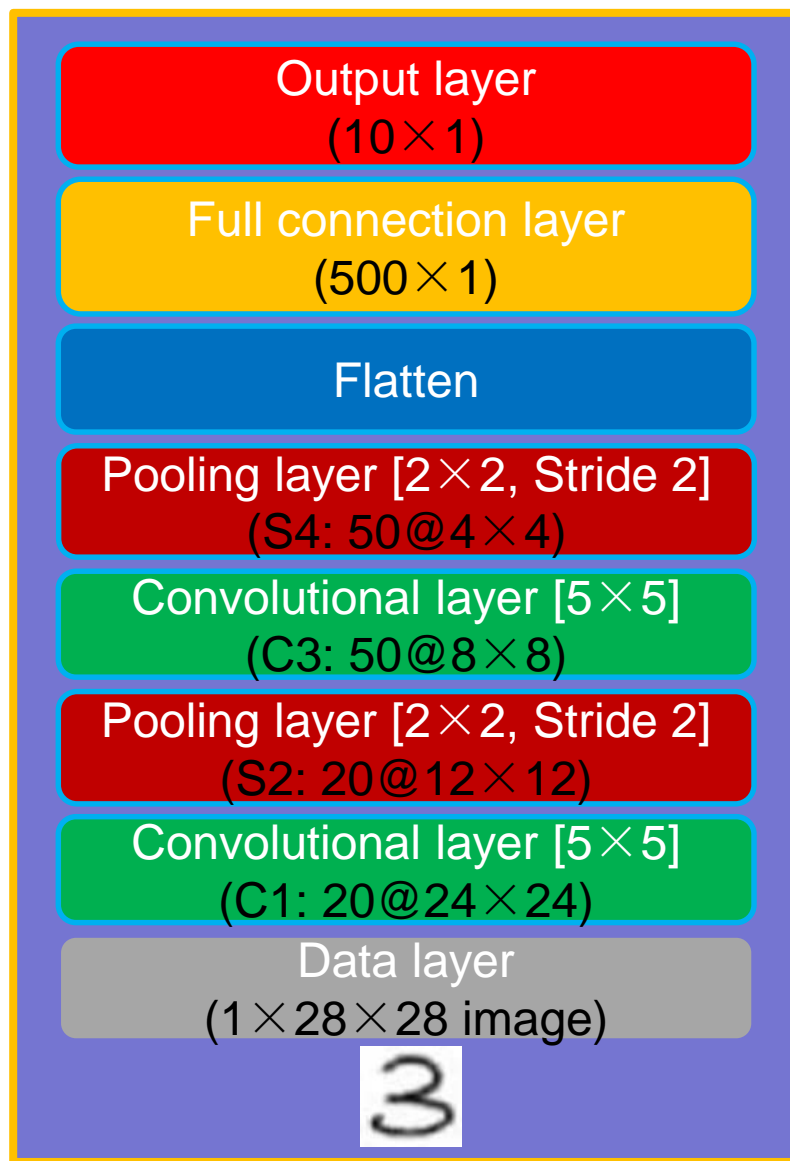 Output layer
(10×1)
Full connection layer
(500×1)
Flatten
Pooling layer [2×2, Stride 2]
(S4: 50@4×4)
Convolutional layer [5×5]
(C3: 50@8×8)
Pooling layer [2×2, Stride 2]
(S2: 20@12×12)
Convolutional layer [5×5]
(C1: 20@24×24)
Data layer
(1×28×28 image)
3